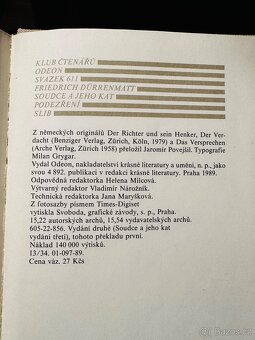 KLUB ČTENÁŘŮ
ODEON
SVAZEK 611
FRIEDRICH DÜRRENMATT
SOUDCE A JEHO KAT
PODEZŘENÍ
SLIB
Z německých originálů Der Richter und sein Henker, Der Ver-
dacht (Benziger Verlag, Zürich, Köln, 1979) a Das Versprechen
(Arche Verlag, Zürich 1958) přeložil Jaromír Povejšil. Typografie
Milan Grygar.
Vydal Odeon, nakladatelství krásné literatury a umění, n. p., jako
svou 4 892. publikaci v redakci krásné literatury. Praha 1989.
Odpovědná redaktorka Helena Milcová.
Výtvarný redaktor Vladimír Nárožník.
Technická redaktorka Jana Maryšková.
Z fotosazby písmem Times-Digiset
vytiskla Svoboda, grafické závody, s. p., Praha.
15,22 autorských archů, 15,54 vydavatelských archů.
605-22-856. Vydání druhé (Soudce a jeho kat
vydání třetí), tohoto překladu první.
Náklad 140 000 výtisků.
13/34. 01-097-89.
Cena váz. 27 Kčs